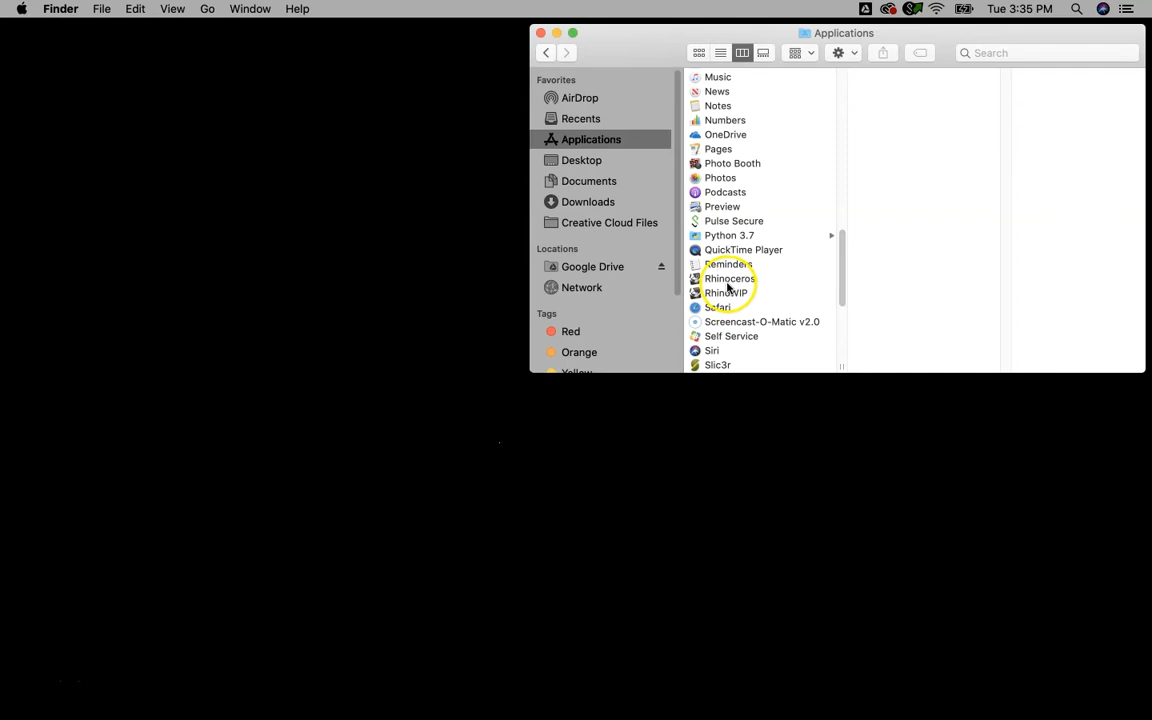 Finder File Edit View Go Window Help Tue 3:35 PM
Applications
Search
Favorites
AirDrop
Recents
Applications
Desktop
Documents
Downloads
Creative Cloud Files
Locations
Google Drive
Network
Tags
Red
Orange
Yellow
Music
News
Notes
Numbers
OneDrive
Pages
Photo Booth
Photos
Podcasts
Preview
Pulse Secure
Python 3.7
QuickTime Player
Reminders
Rhinoceros
RhinoWIP
Safari
Screencast-O-Matic v2.0
Self Service
Siri
Slic3r